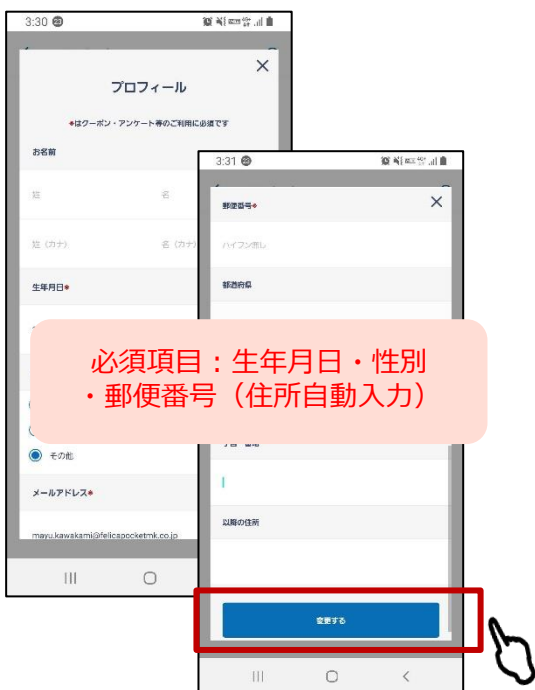 3:30
プロフィール
*はクーポン・アンケート等のご利用に必須です
お名前
姓
名
姓（カナ）
名（カナ）
生年月日*
その他
メールアドレス*
mayu.kawakami@felicapocketmk.co.jp
3:31
郵便番号*
ハイフン無し
都道府県
必須項目：生年月日・性別
・郵便番号（住所自動入力）
以降の住所
変更する